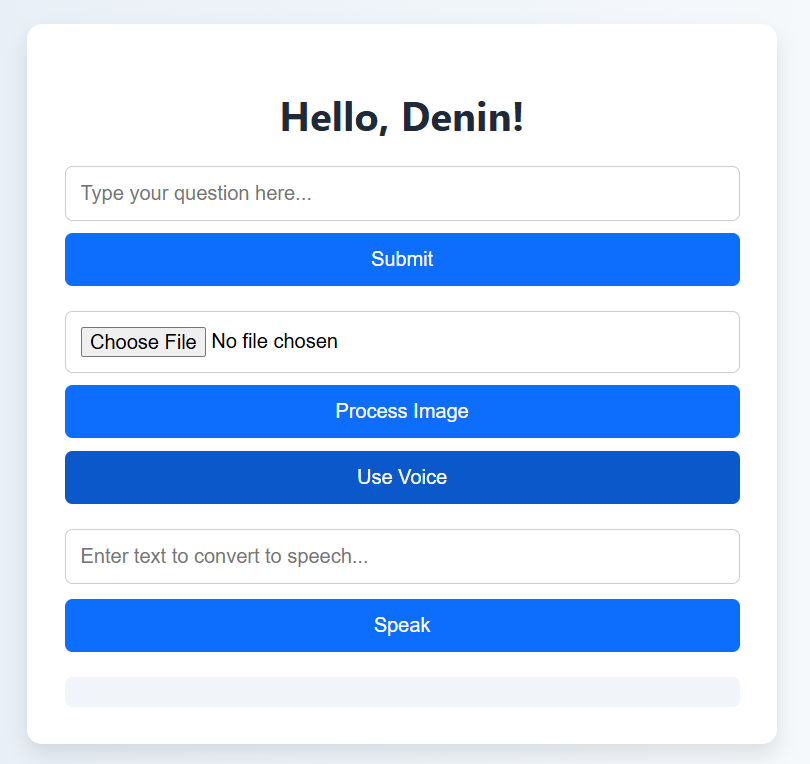 Hello, Denin!
Type your question here...
Submit
Choose File No file chosen
Process Image
Use Voice
Enter text to convert to speech...
Speak